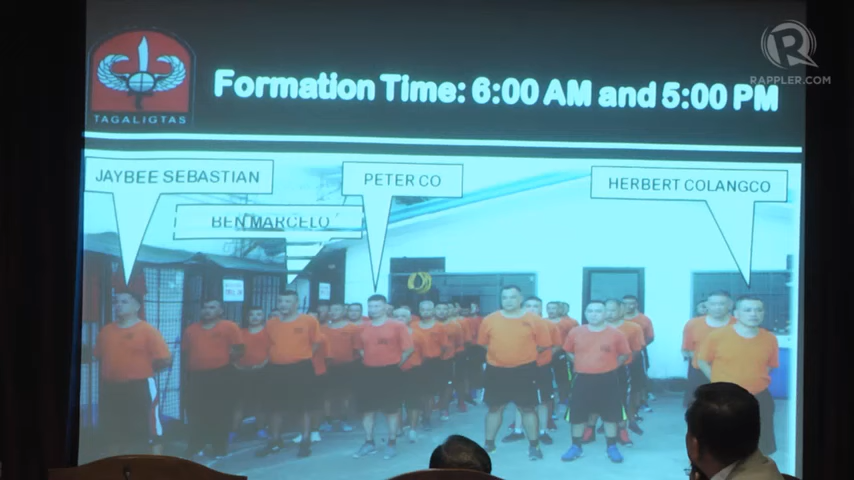 TAGALIGTAS
Formation Time: 6:00 AM and 5:00 PM
RAPPLER.COM
JAYBEE SEBASTIAN
BEN MARCELO
PETER CO
HERBERT COLANGCO